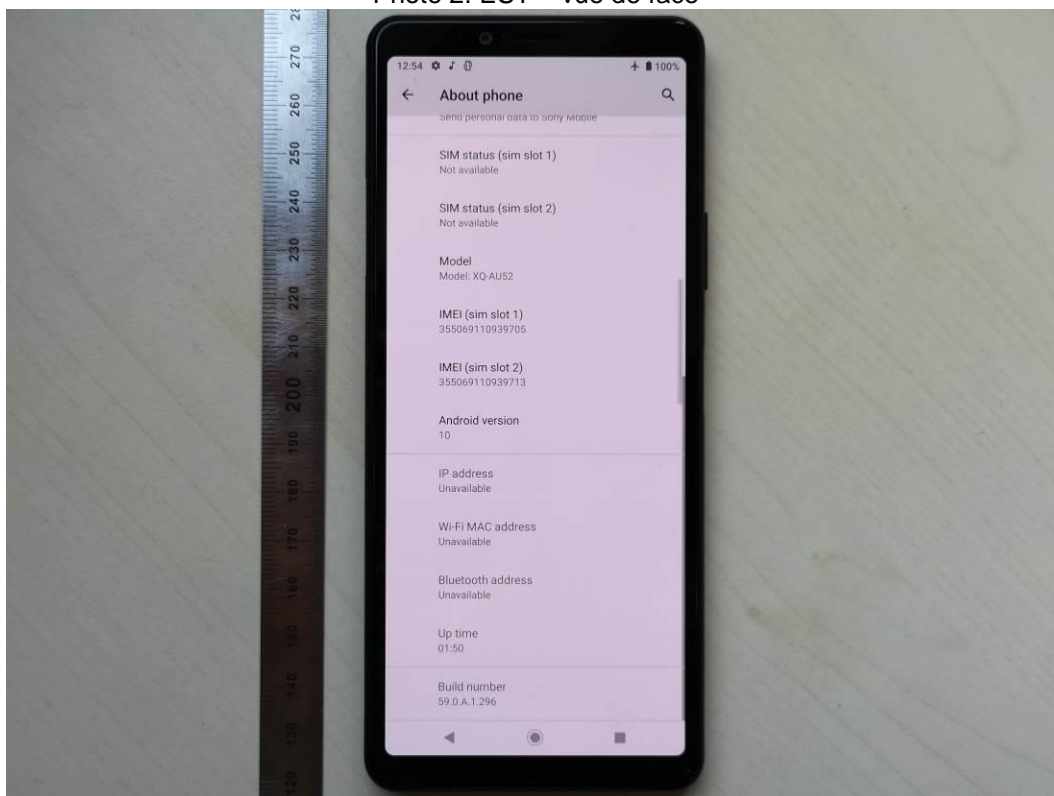 Photo 2: EUT – vue de face
12:54
100%
About phone
Send personal data to Sony Mobile
SIM status (sim slot 1)
Not available
SIM status (sim slot 2)
Not available
Model
Model: XQ-AU52
IMEI (sim slot 1)
355069110939705
IMEI (sim slot 2)
355069110939713
Android version
10
IP address
Unavailable
Wi-Fi MAC address
Unavailable
Bluetooth address
Unavailable
Up time
01:50
Build number
59.0.A.1.296
270
260
250
240
230
220
210
200
190
180
170
160
150
140
130
120